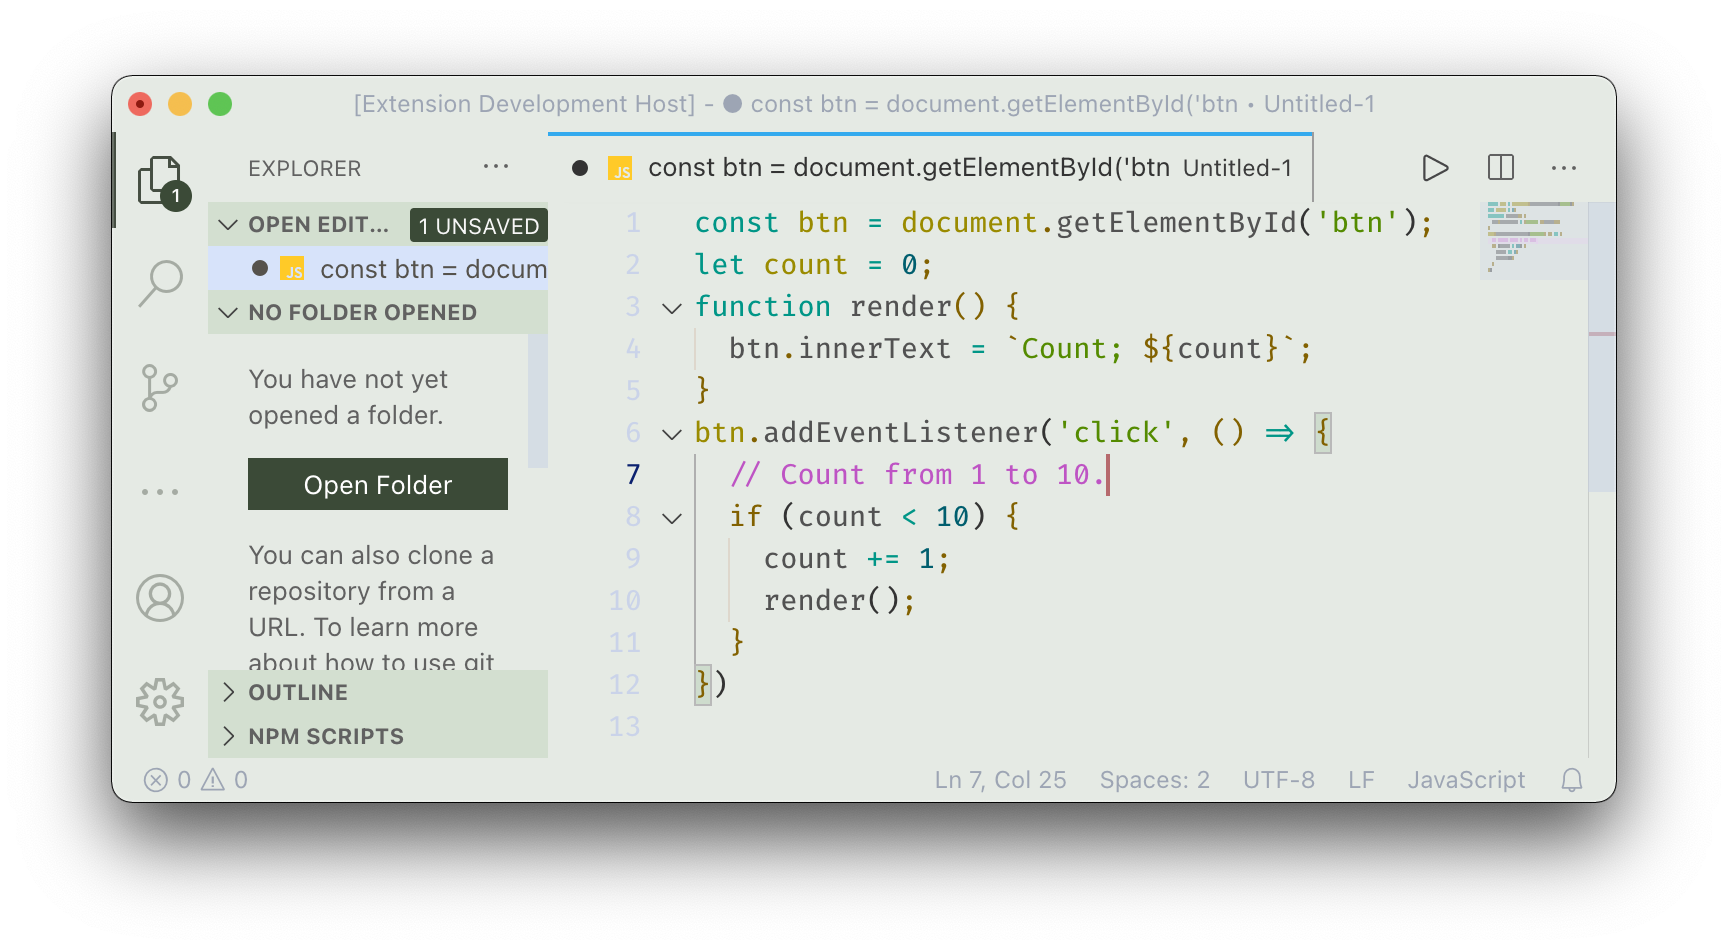 [Extension Development Host] - ● const btn = document.getElementById('btn • Untitled-1
1
EXPLORER ...
OPEN EDIT... 1 UNSAVED
JS const btn = docum
NO FOLDER OPENED
You have not yet
opened a folder.
Open Folder
You can also clone a
repository from a
URL. To learn more
about how to use git
OUTLINE
NPM SCRIPTS
JS const btn = document.getElementById('btn Untitled-1
1 const btn = document.getElementById('btn');
2 let count = 0;
3 function render() {
4 btn.innerText = `Count; ${count}`;
5 }
6 btn.addEventListener('click', () => {
7 // Count from 1 to 10.
8 if (count < 10) {
9 count += 1;
10 render();
11 }
12 })
13
0 0 Ln 7, Col 25 Spaces: 2 UTF-8 LF JavaScript